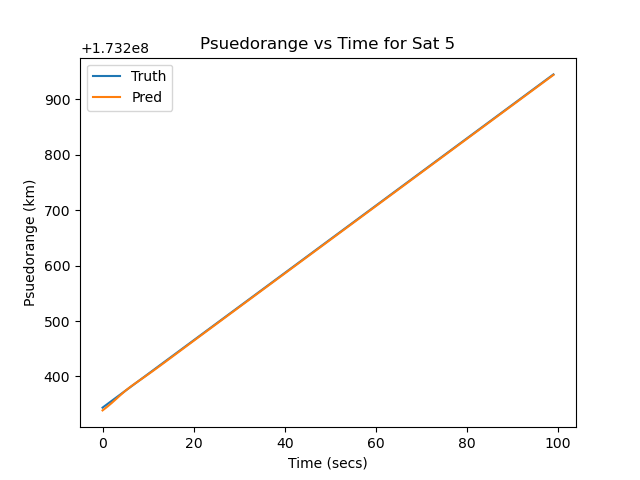 Psuedorange vs Time for Sat 5
+1.732e8
Truth
Pred
900
800
700
600
500
400
Psuedorange (km)
0 20 40 60 80 100
Time (secs)